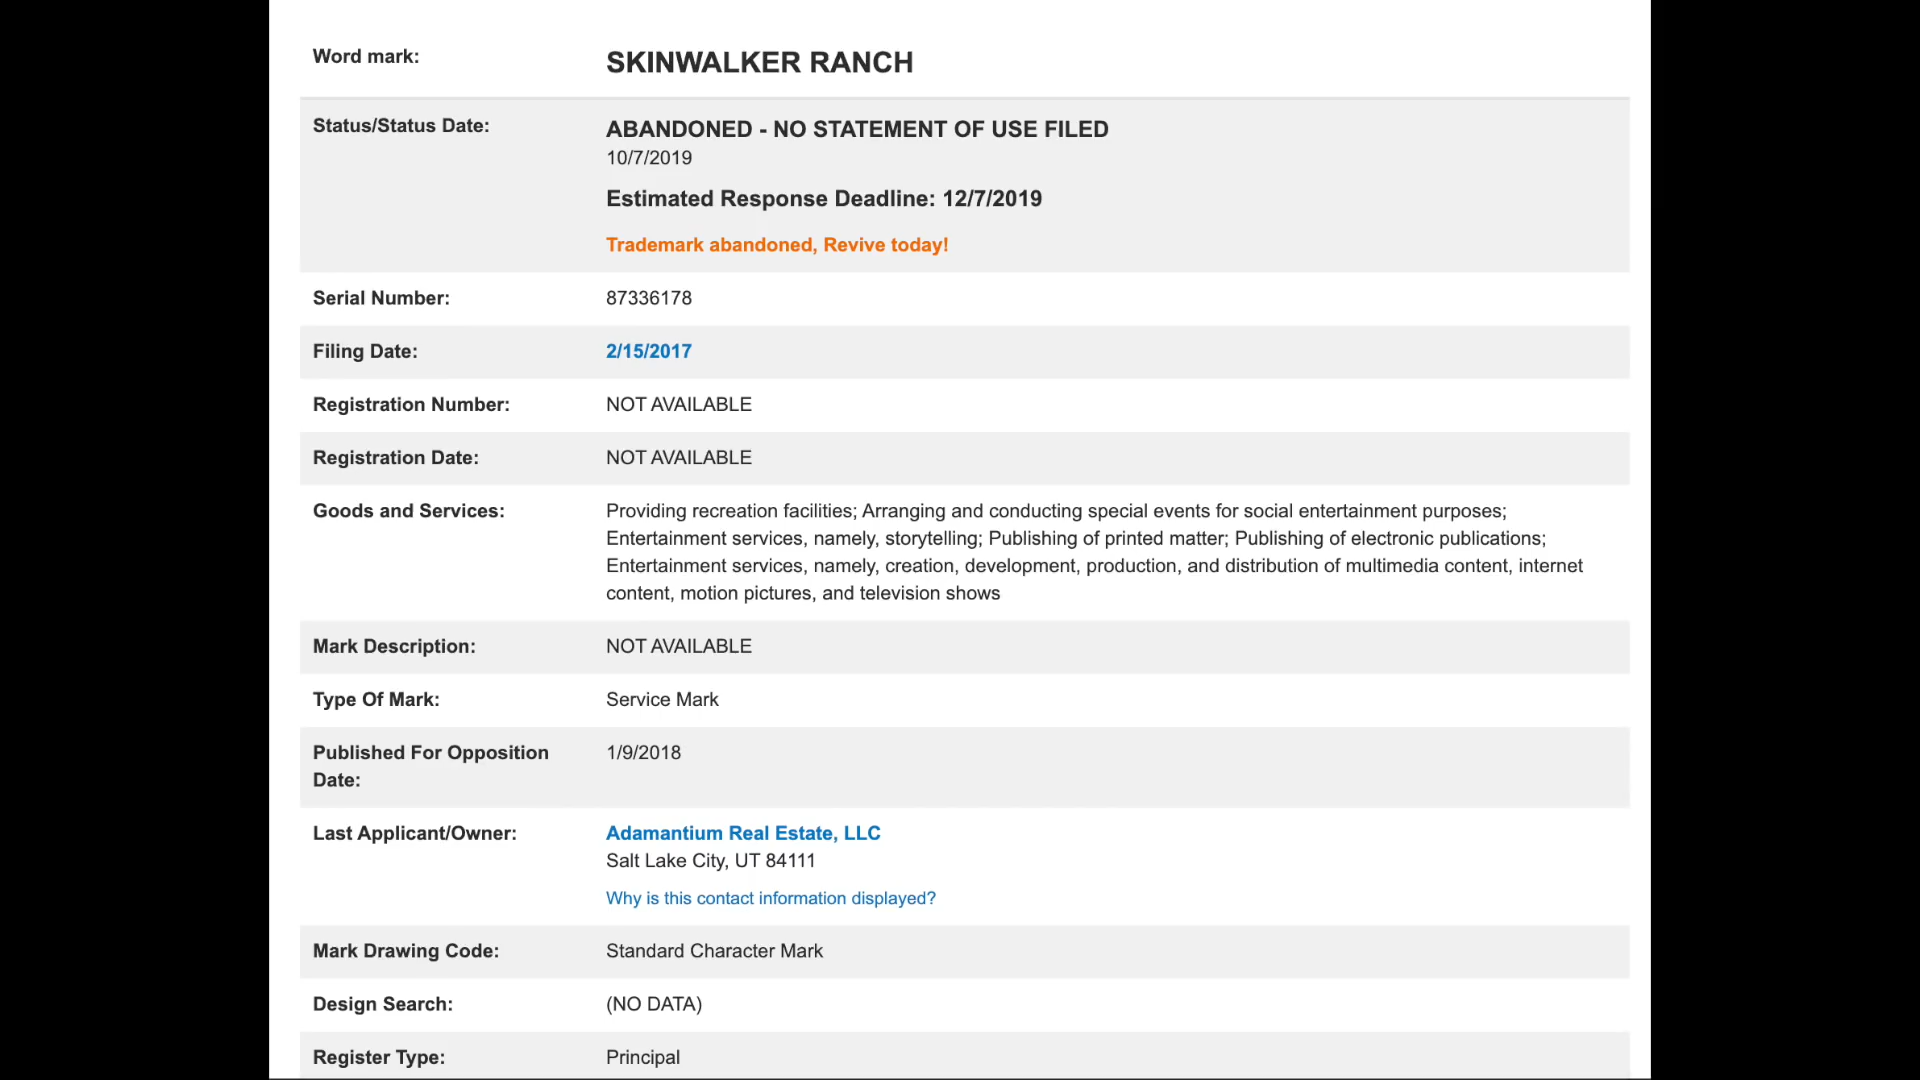 Word mark: SKINWALKER RANCH
Status/Status Date: ABANDONED - NO STATEMENT OF USE FILED
10/7/2019
Estimated Response Deadline: 12/7/2019
Trademark abandoned, Revive today!
Serial Number: 87336178
Filing Date: 2/15/2017
Registration Number: NOT AVAILABLE
Registration Date: NOT AVAILABLE
Goods and Services: Providing recreation facilities; Arranging and conducting special events for social entertainment purposes;
Entertainment services, namely, storytelling; Publishing of printed matter; Publishing of electronic publications;
Entertainment services, namely, creation, development, production, and distribution of multimedia content, internet
content, motion pictures, and television shows
Mark Description: NOT AVAILABLE
Type Of Mark: Service Mark
Published For Opposition 1/9/2018
Date:
Last Applicant/Owner: Adamantium Real Estate, LLC
Salt Lake City, UT 84111
Why is this contact information displayed?
Mark Drawing Code: Standard Character Mark
Design Search: (NO DATA)
Register Type: Principal